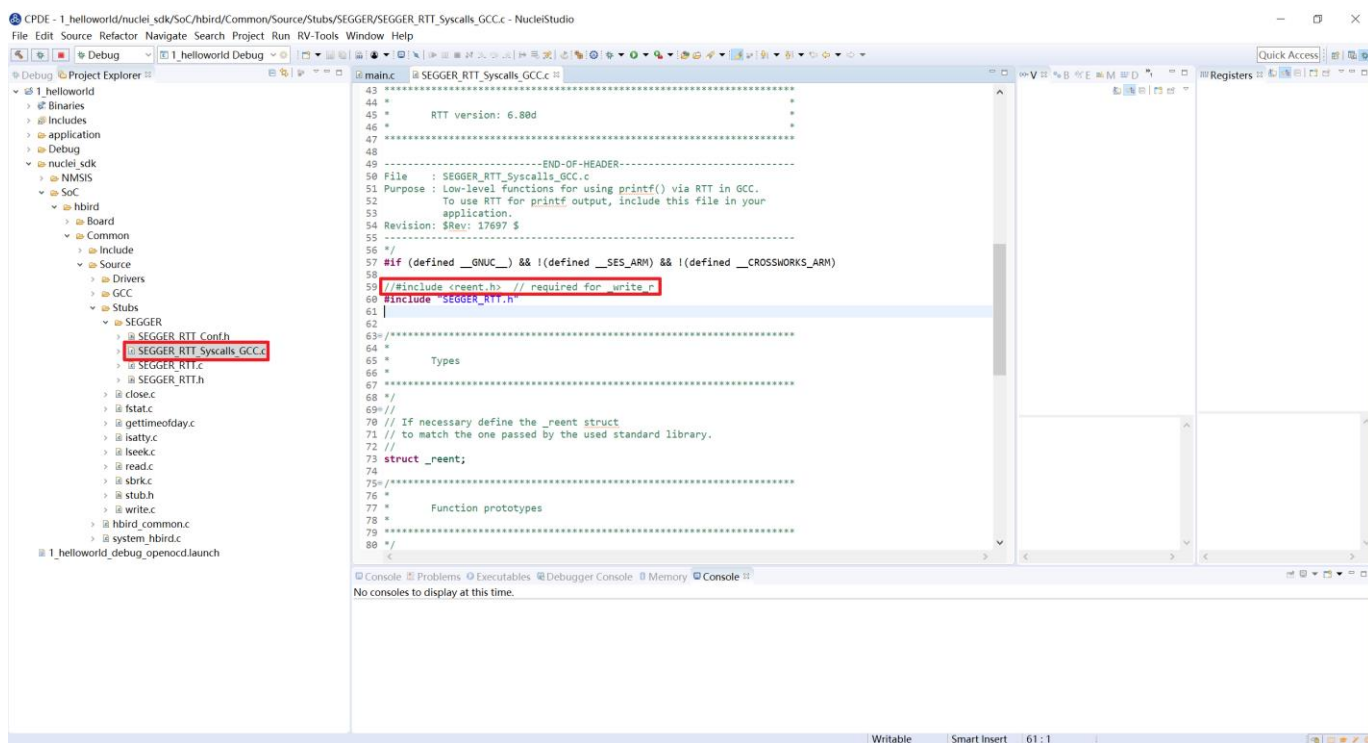 CPDE - 1_helloworld/nuclei_sdk/SoC/hbird/Common/Source/Stubs/SEGGER/SEGGER_RTT_Syscalls_GCC.c - NucleiStudio
File Edit Source Refactor Navigate Search Project Run RV-Tools Window Help
Debug
1_helloworld Debug
Quick Access
Debug Project Explorer
1_helloworld
Binaries
Includes
application
Debug
nuclei_sdk
NMSIS
SoC
hbird
Board
Common
Include
Source
Drivers
GCC
Stubs
SEGGER
SEGGER_RTT_Conf.h
SEGGER_RTT_Syscalls_GCC.c
SEGGER_RTT.c
SEGGER_RTT.h
close.c
fstat.c
gettimeofday.c
isatty.c
lseek.c
read.c
sbrk.c
stub.h
write.c
hbird_common.c
system_hbird.c
1_helloworld_debug_openocd.launch
main.c SEGGER_RTT_Syscalls_GCC.c
43 **********************************************************************
44 * *
45 * RTT version: 6.80d *
46 * *
47 **********************************************************************
48
49 ---------------------------END-OF-HEADER------------------------------
50 File : SEGGER_RTT_Syscalls_GCC.c
51 Purpose : Low-level functions for using printf() via RTT in GCC.
52 To use RTT for printf output, include this file in your
53 application.
54 Revision: $Rev: 17697 $
55 ----------------------------------------------------------------------
56 */
57 #if (defined __GNUC__) && !(defined __SES_ARM) && !(defined __CROSSWORKS_ARM)
58
59 //#include <reent.h> // required for _write_r
60 #include "SEGGER_RTT.h"
61
62
63 /*********************************************************************
64 *
65 * Types
66 *
67 **********************************************************************
68 */
69 //
70 // If necessary define the _reent struct
71 // to match the one passed by the used standard library.
72 //
73 struct _reent;
74
75 /*********************************************************************
76 *
77 * Function prototypes
78 *
79 **********************************************************************
80 */
V B E M D
Registers
Console Problems Executables Debugger Console Memory Console
No consoles to display at this time.
Writable Smart Insert 61 : 1